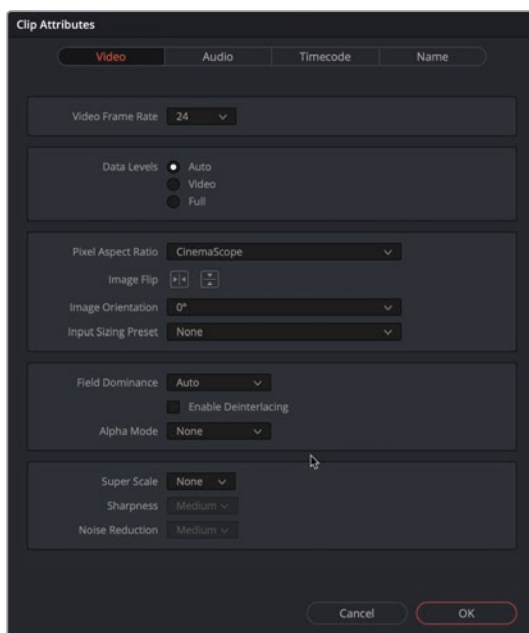 Clip Attributes
Video Audio Timecode Name
Video Frame Rate 24
Data Levels Auto
Video
Full
Pixel Aspect Ratio CinemaScope
Image Flip
Image Orientation 0°
Input Sizing Preset None
Field Dominance Auto
Enable Deinterlacing
Alpha Mode None
Super Scale None
Sharpness Medium
Noise Reduction Medium
Cancel OK